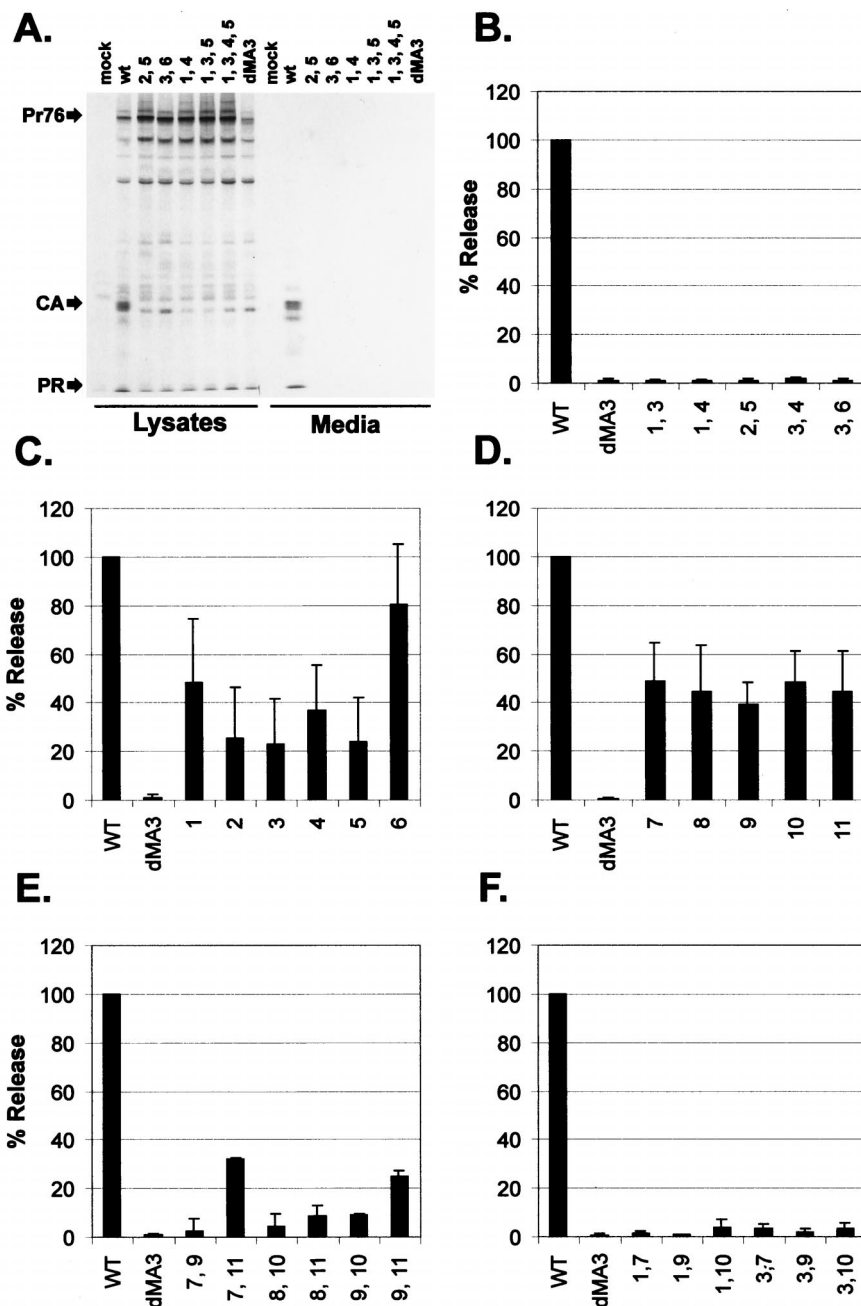 A.
mock
wt
2, 5
3, 6
1, 4
1, 3, 5
1, 3, 4, 5
dMA3
mock
wt
2, 5
3, 6
1, 4
1, 3, 5
1, 3, 4, 5
dMA3
Pr76
CA
PR
Lysates
Media
B.
% Release
120
100
80
60
40
20
0
WT
dMA3
1, 3
1, 4
2, 5
3, 4
3, 6
C.
% Release
120
100
80
60
40
20
0
WT
dMA3
1
2
3
4
5
6
D.
120
100
80
60
40
20
0
WT
dMA3
7
8
9
10
11
E.
% Release
120
100
80
60
40
20
0
WT
dMA3
7, 9
7, 11
8, 10
8, 11
9, 10
9, 11
F.
120
100
80
60
40
20
0
WT
dMA3
1,7
1,9
1,10
3,7
3,9
3,10